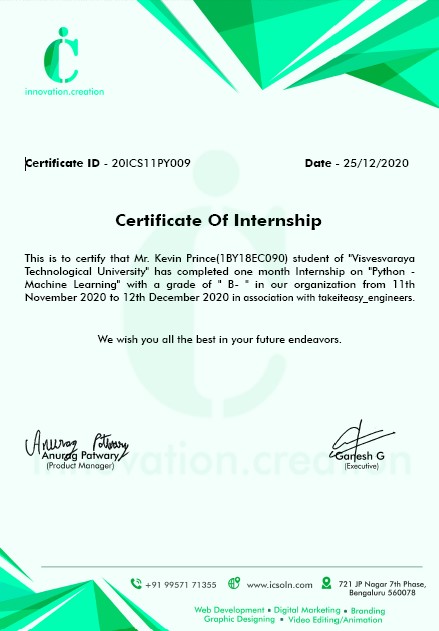 iC
innovation.creation
Certificate ID - 20ICS11PY009
Date - 25/12/2020
Certificate Of Internship
This is to certify that Mr. Kevin Prince(1BY18EC090) student of "Visvesvaraya
Technological University" has completed one month Internship on "Python -
Machine Learning" with a grade of " B- " in our organization from 11th
November 2020 to 12th December 2020 in association with takeiteasy_engineers.
We wish you all the best in your future endeavors.
innovation.creation
Anurag Patwary
Anurag Patwary
(Product Manager)
Ganesh G
(Executive)
+91 99571 71355
www.icsoln.com
721 JP Nagar 7th Phase,
Bengaluru 560078
Web Development • Digital Marketing • Branding
Graphic Designing • Video Editing/Animation